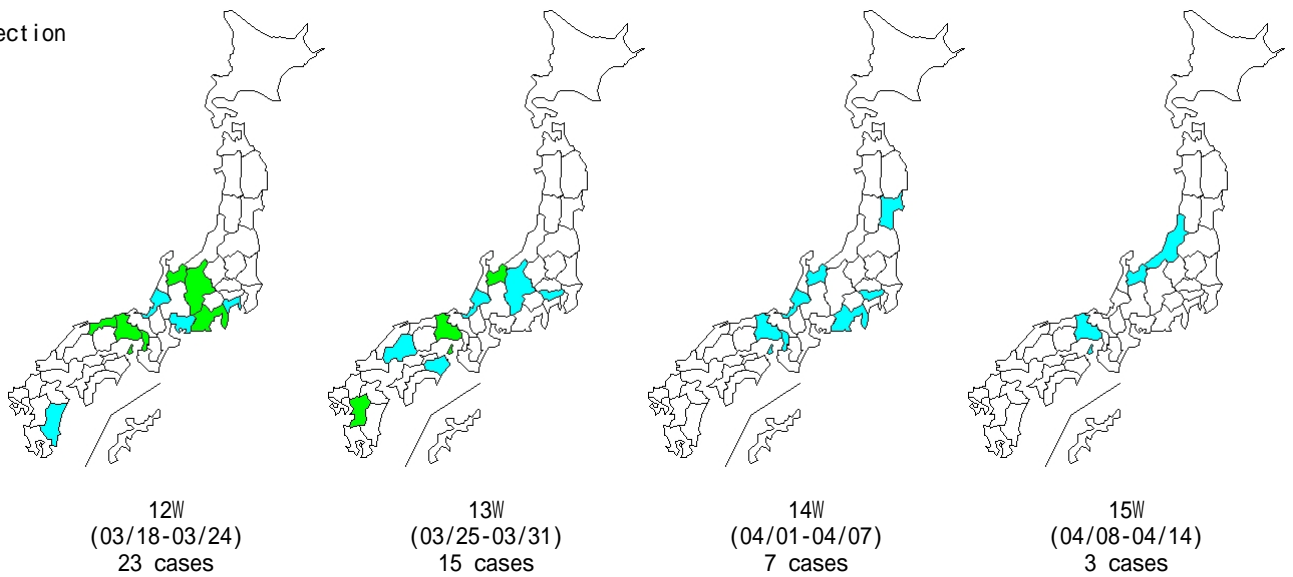 ection
12W
(03/18-03/24)
23 cases
13W
(03/25-03/31)
15 cases
14W
(04/01-04/07)
7 cases
15W
(04/08-04/14)
3 cases